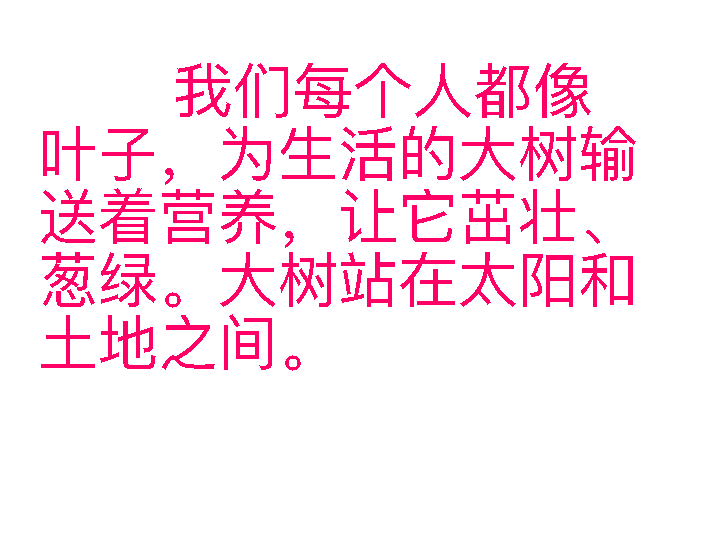 我们每个人都像
叶子，为生活的大树输
送着营养，让它茁壮、
葱绿。大树站在太阳和
土地之间。